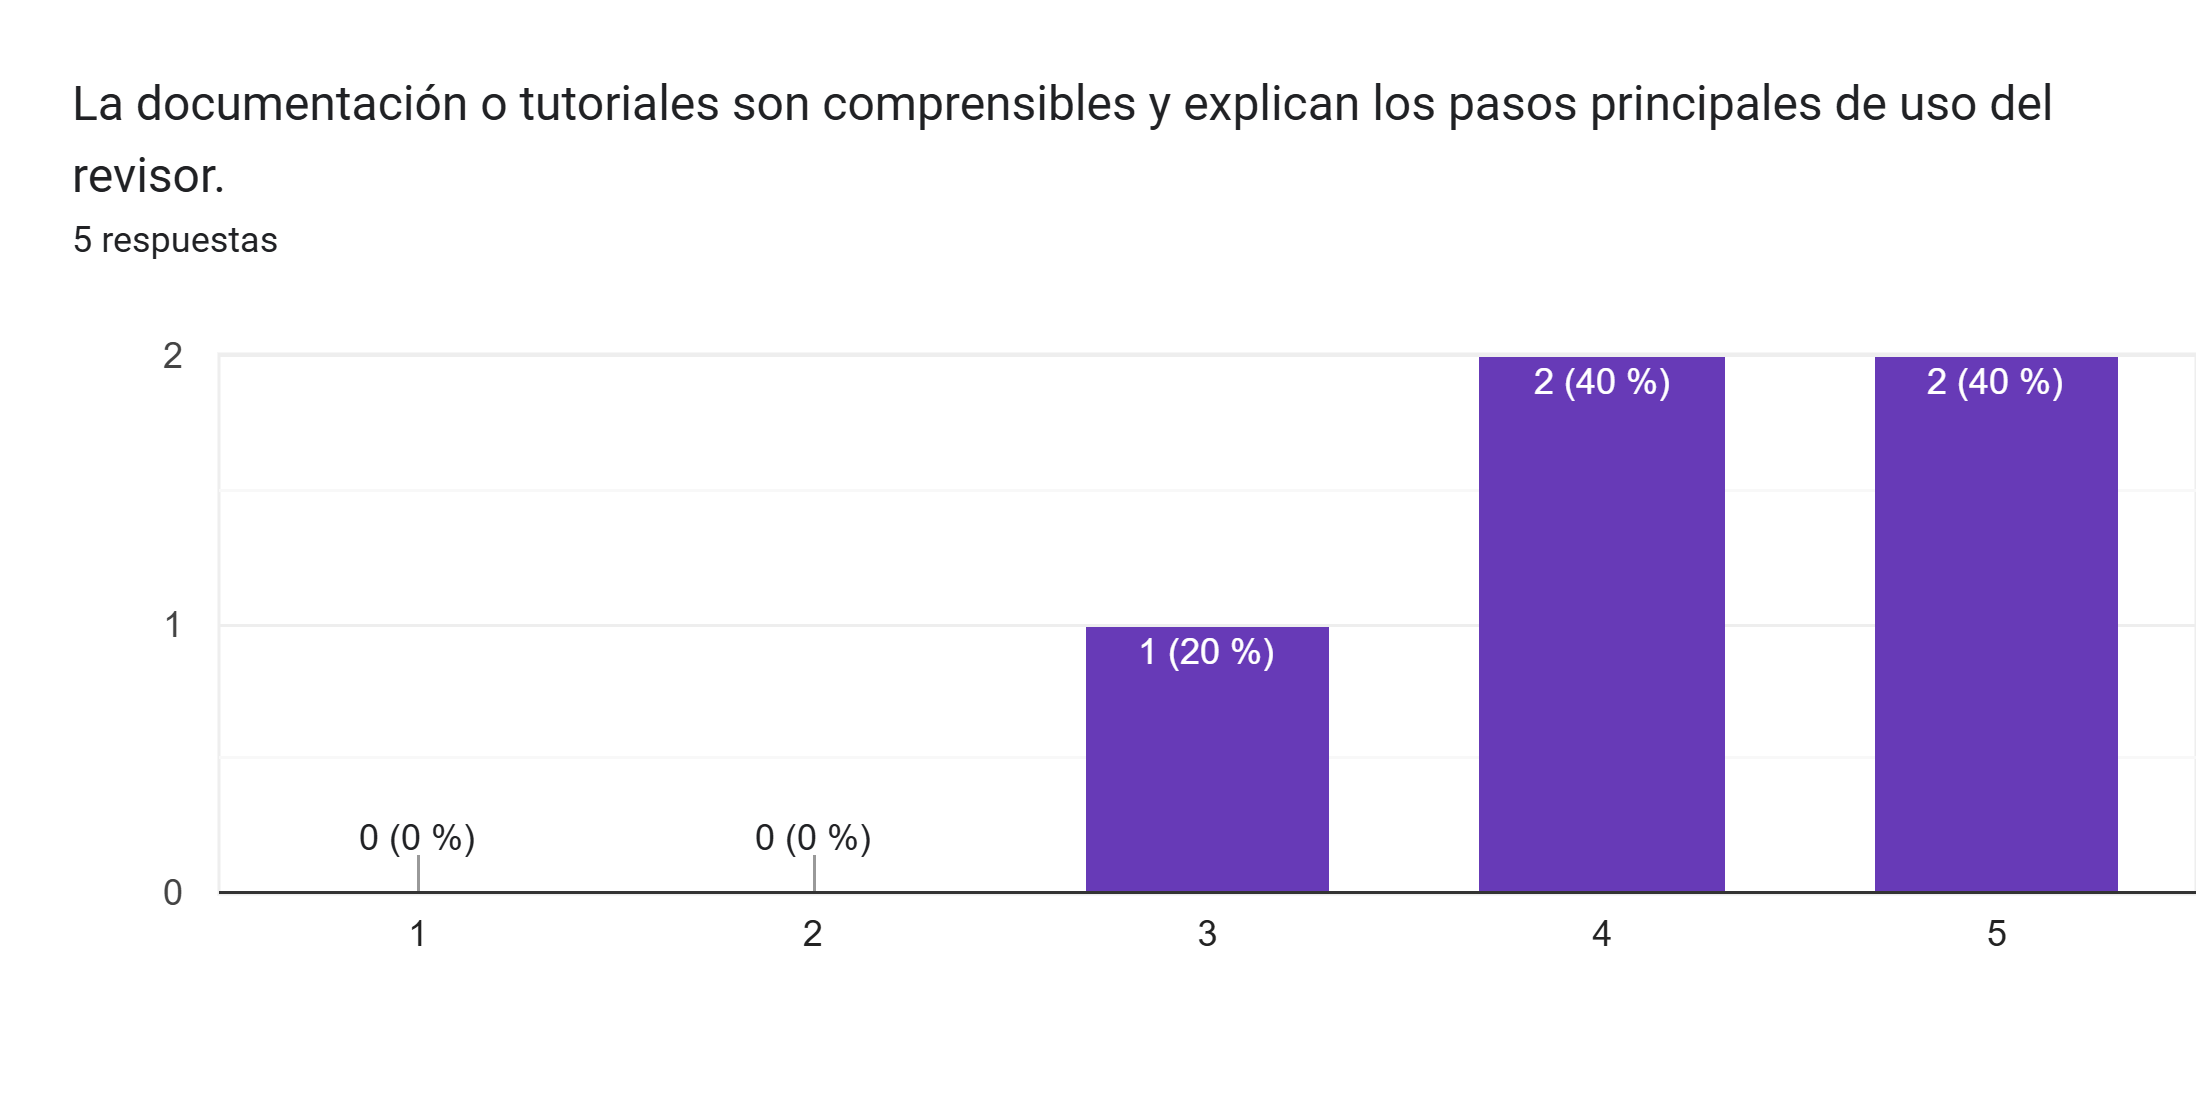 La documentación o tutoriales son comprensibles y explican los pasos principales de uso del
revisor.
5 respuestas
2
2 (40 %)
2 (40 %)
1
1 (20 %)
0 (0 %)
0 (0 %)
0
1
2
3
4
5